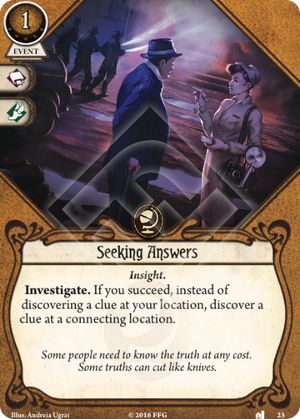 1
EVENT
Seeking Answers
Insight.
Investigate. If you succeed, instead of
discovering a clue at your location, discover a
clue at a connecting location.
Some people need to know the truth at any cost.
Some truths can cut like knives.
Illus. Andreia Ugrai
© 2016 FFG
23